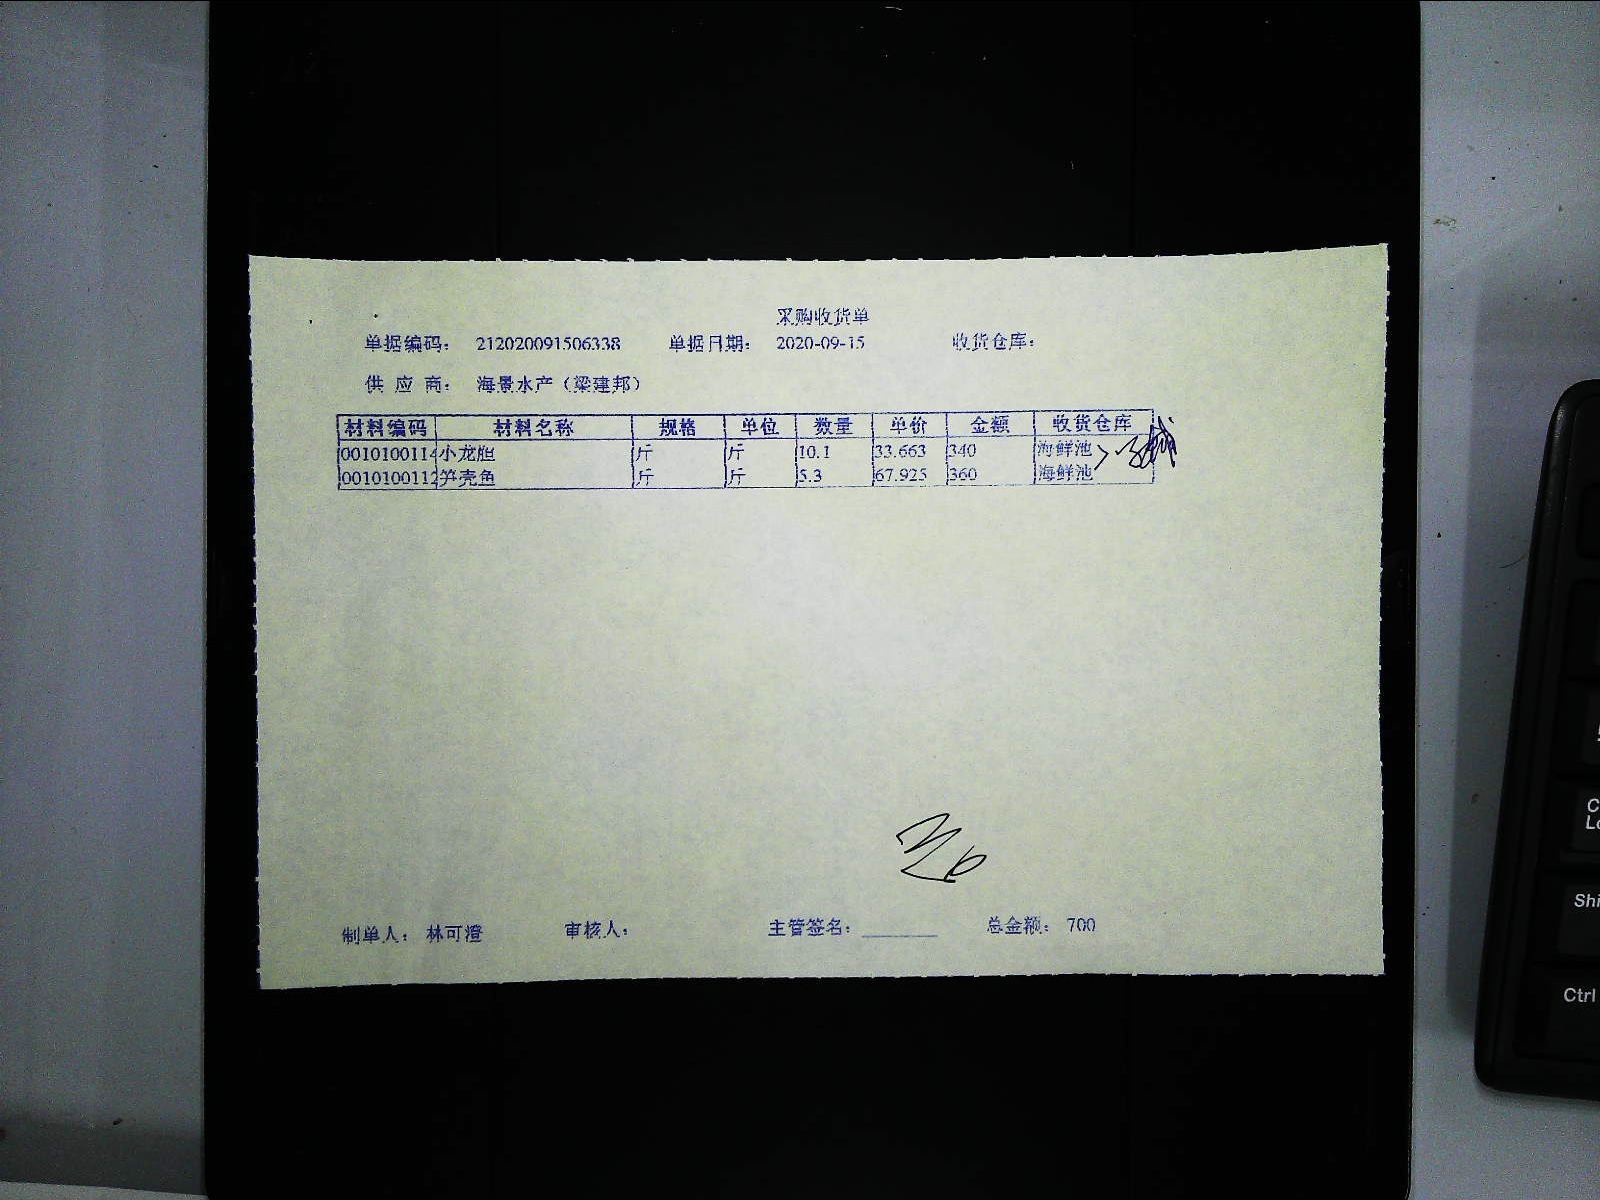 采购收货单
单据编码： 212020091506338 单据日期： 2020-09-15 收货仓库：
供 应 商： 海景水产（梁建邦）
材料编码 材料名称 规格 单位 数量 单价 金额 收货仓库
0010100114 小龙胆 斤 斤 10.1 33.663 340 海鲜池
0010100112 笋壳鱼 斤 斤 5.3 67.925 360 海鲜池
制单人： 林可澄 审核人： 主管签名： 总金额： 700
Shi
Ctrl